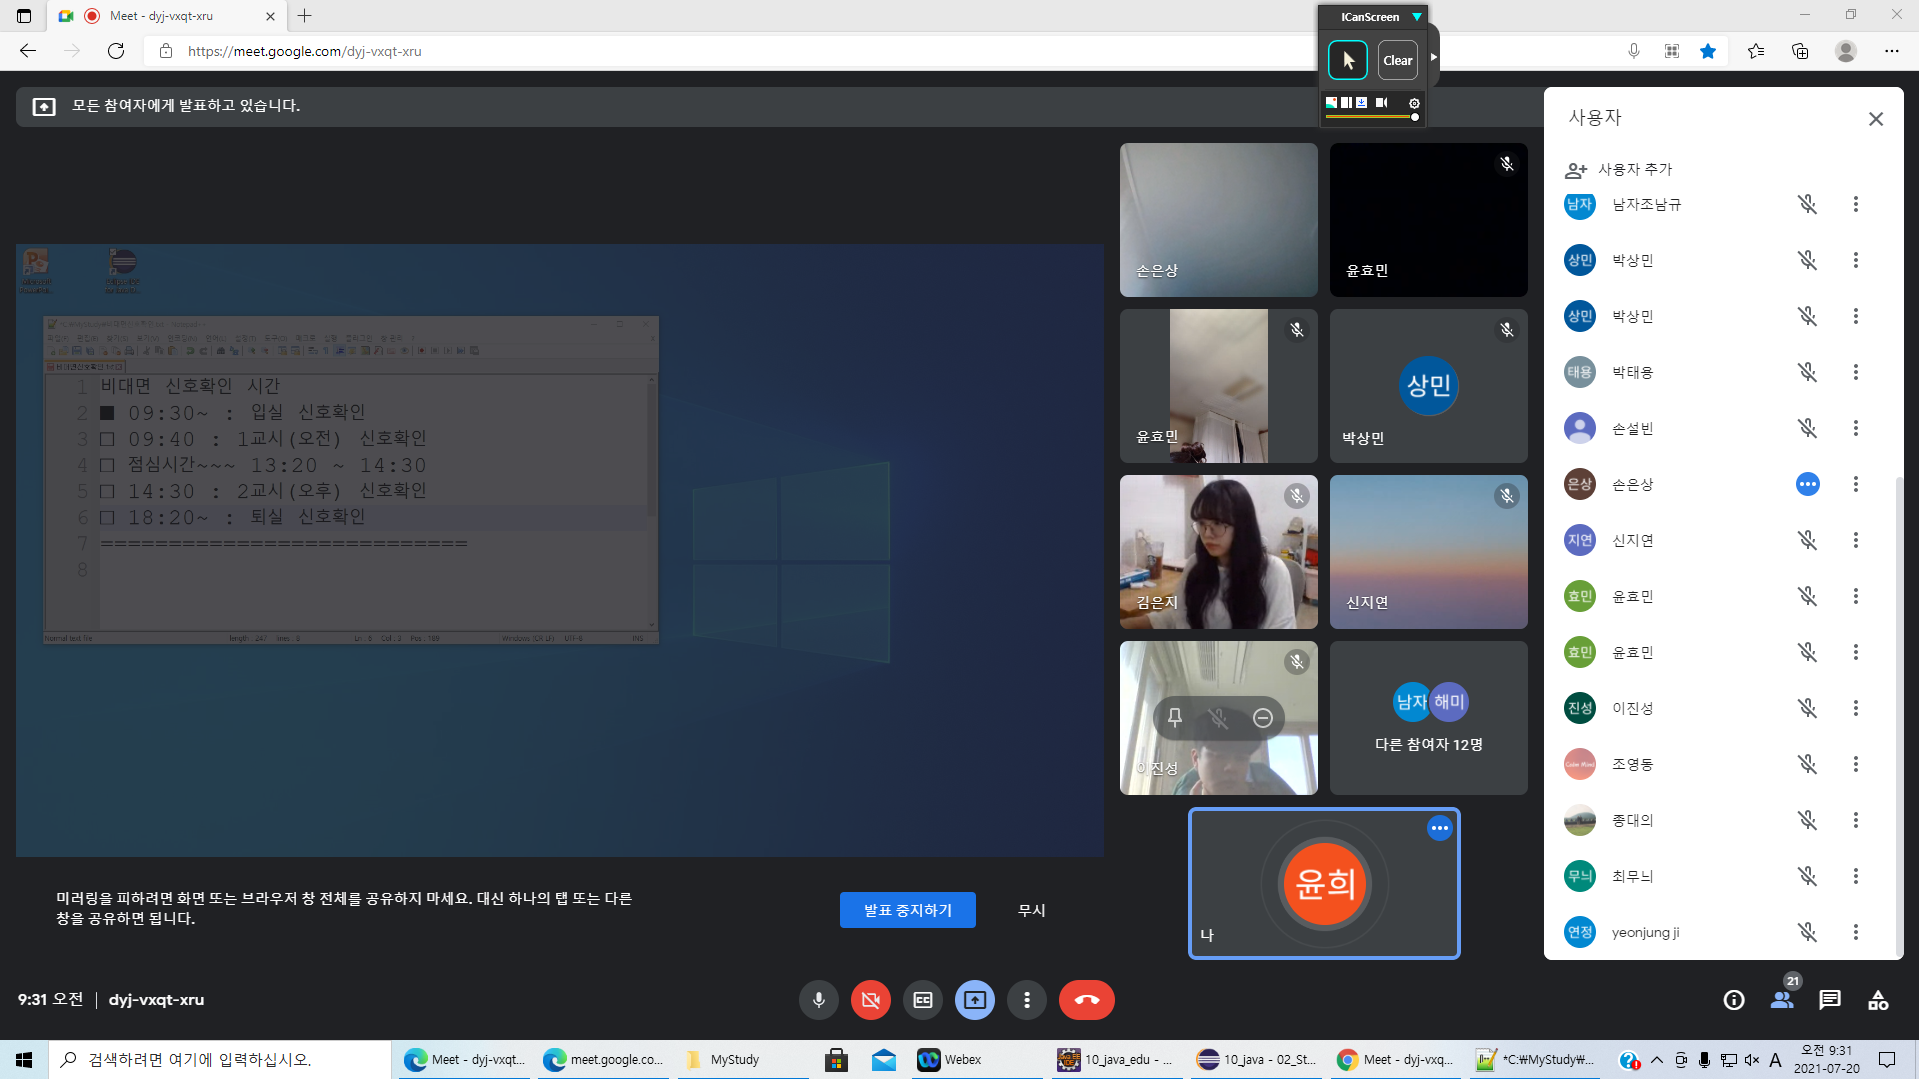 Meet - dyj-vxqt-xru
https://meet.google.com/dyj-vxqt-xru
ICanScreen
Clear
모든 참여자에게 발표하고 있습니다.
비대면 신호확인 시간
■ 09:30~ : 입실 신호확인
□ 09:40 : 1교시(오전) 신호확인
□ 점심시간~~~ 13:20 ~ 14:30
□ 14:30 : 2교시(오후) 신호확인
□ 18:20~ : 퇴실 신호확인
===========================
1
2
3
4
5
6
7
8
Normal text file
length : 247 lines : 8
Windows (CR LF)
UTF-8
INS
손은상
윤효민
윤효민
상민
박상민
김은지
신지연
이진성
남자
해미
다른 참여자 12명
윤희
나
미러링을 피하려면 화면 또는 브라우저 창 전체를 공유하지 마세요. 대신 하나의 탭 또는 다른
창을 공유하면 됩니다.
발표 중지하기
무시
사용자
사용자 추가
남자 남자조남규
상민 박상민
상민 박상민
태용 박태용
손설빈
은상 손은상
지연 신지연
효민 윤효민
효민 윤효민
진성 이진성
조영동
종대의
무늬 최무늬
연정 yeonjung ji
9:31 오전 | dyj-vxqt-xru
21
검색하려면 여기에 입력하십시오.
Meet - dyj-vxqt...
meet.google.co...
MyStudy
Webex
10_java_edu - ...
10_java - 02_St...
Meet - dyj-vxq...
*C:₩MyStudy₩...
A
오전 9:31
2021-07-20